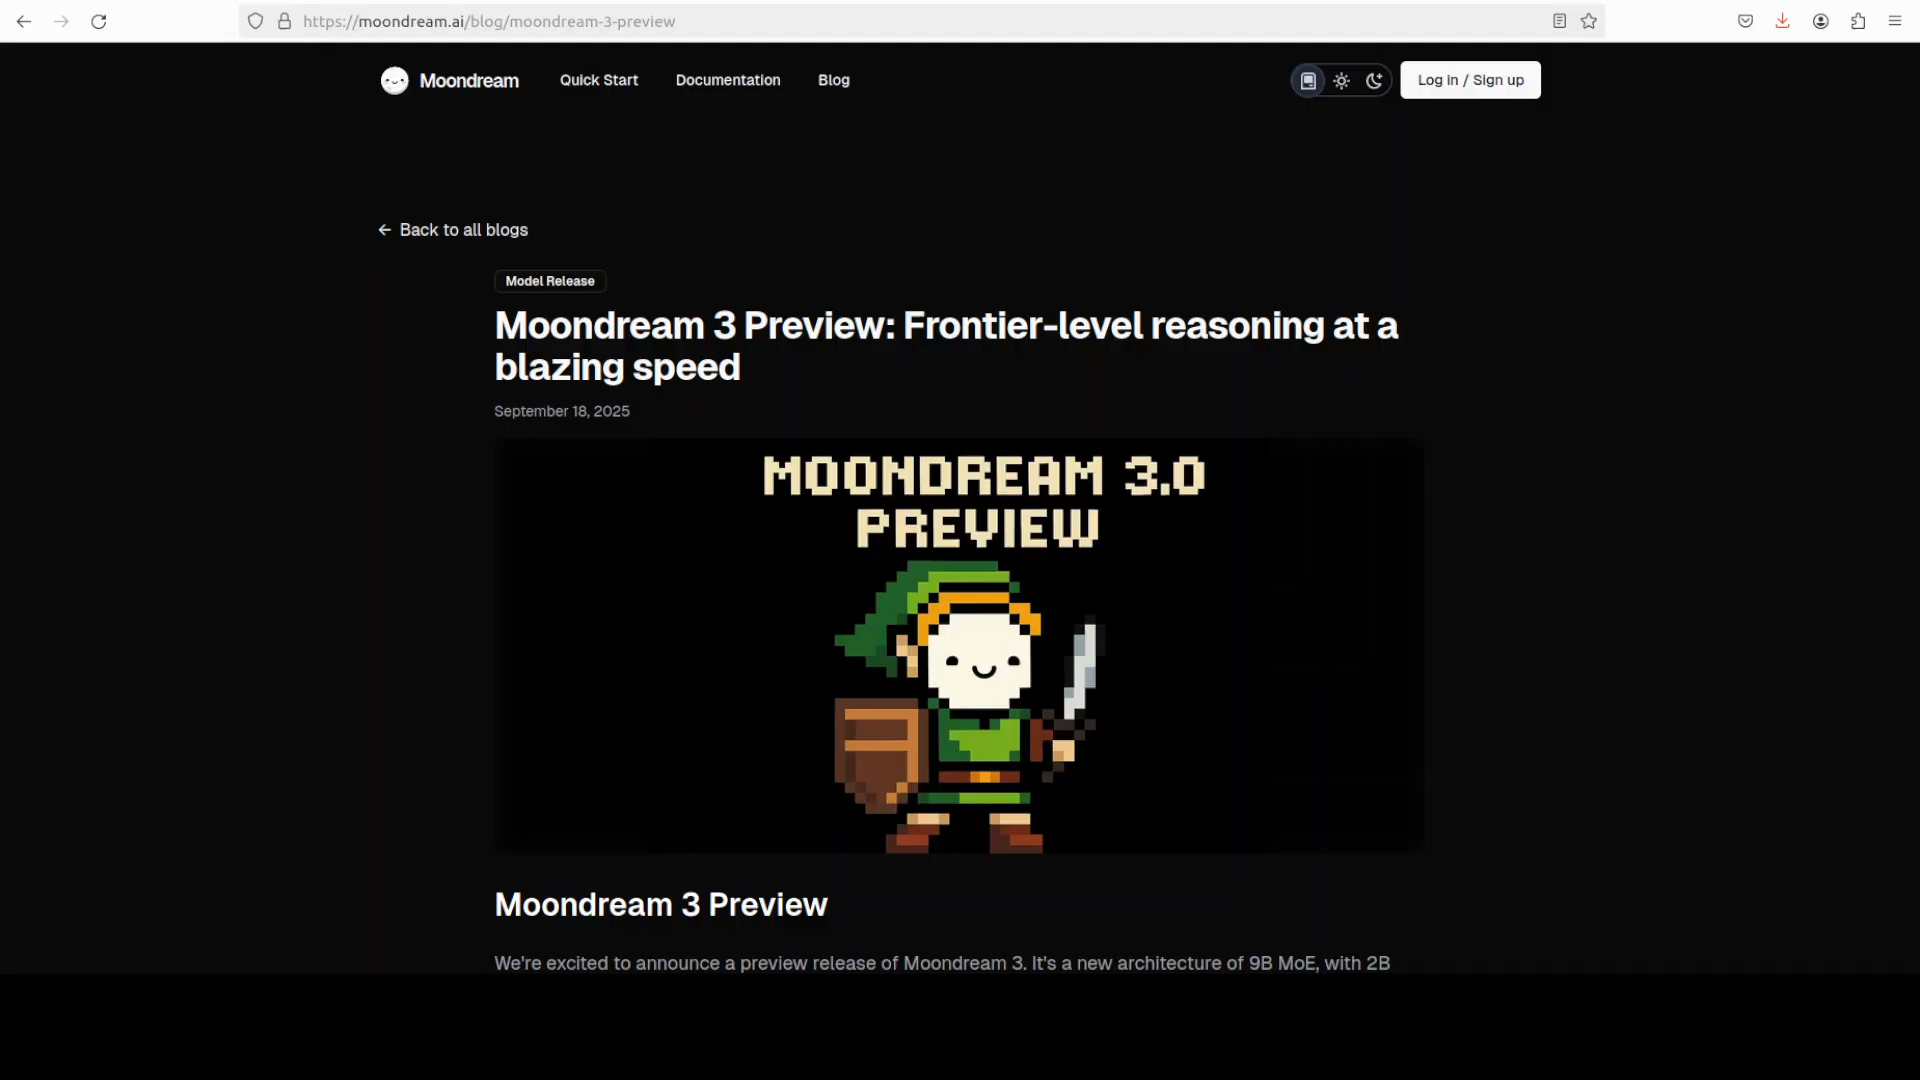 https://moondream.ai/blog/moondream-3-preview
Moondream
Quick Start
Documentation
Blog
Log in / Sign up
← Back to all blogs
Model Release
Moondream 3 Preview: Frontier-level reasoning at a
blazing speed
September 18, 2025
MOONDREAM 3.0
PREVIEW
Moondream 3 Preview
We're excited to announce a preview release of Moondream 3. It's a new architecture of 9B MoE, with 2B